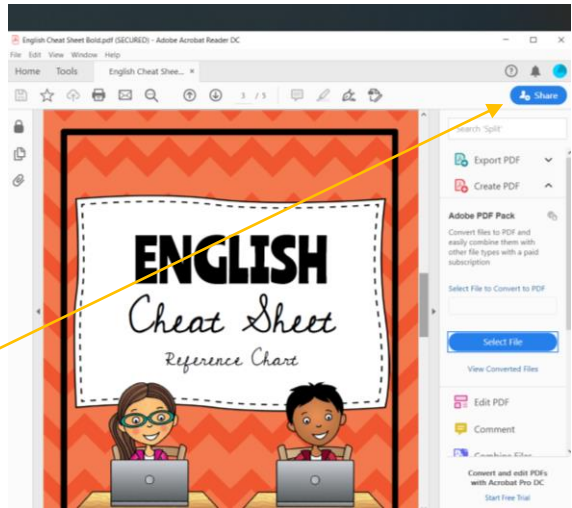 English Cheat Sheet Bold.pdf (SECURED) - Adobe Acrobat Reader DC
File Edit View Window Help
Home Tools English Cheat Shee... ×
3 / 5
Share
Search 'Split'
Export PDF
Create PDF
Adobe PDF Pack
Convert files to PDF and
easily combine them with
other file types with a paid
subscription
Select File to Convert to PDF
Select File
View Converted Files
Edit PDF
Comment
Combine Files
Convert and edit PDFs
with Acrobat Pro DC
Start Free Trial
ENGLISH
Cheat Sheet
Reference Chart